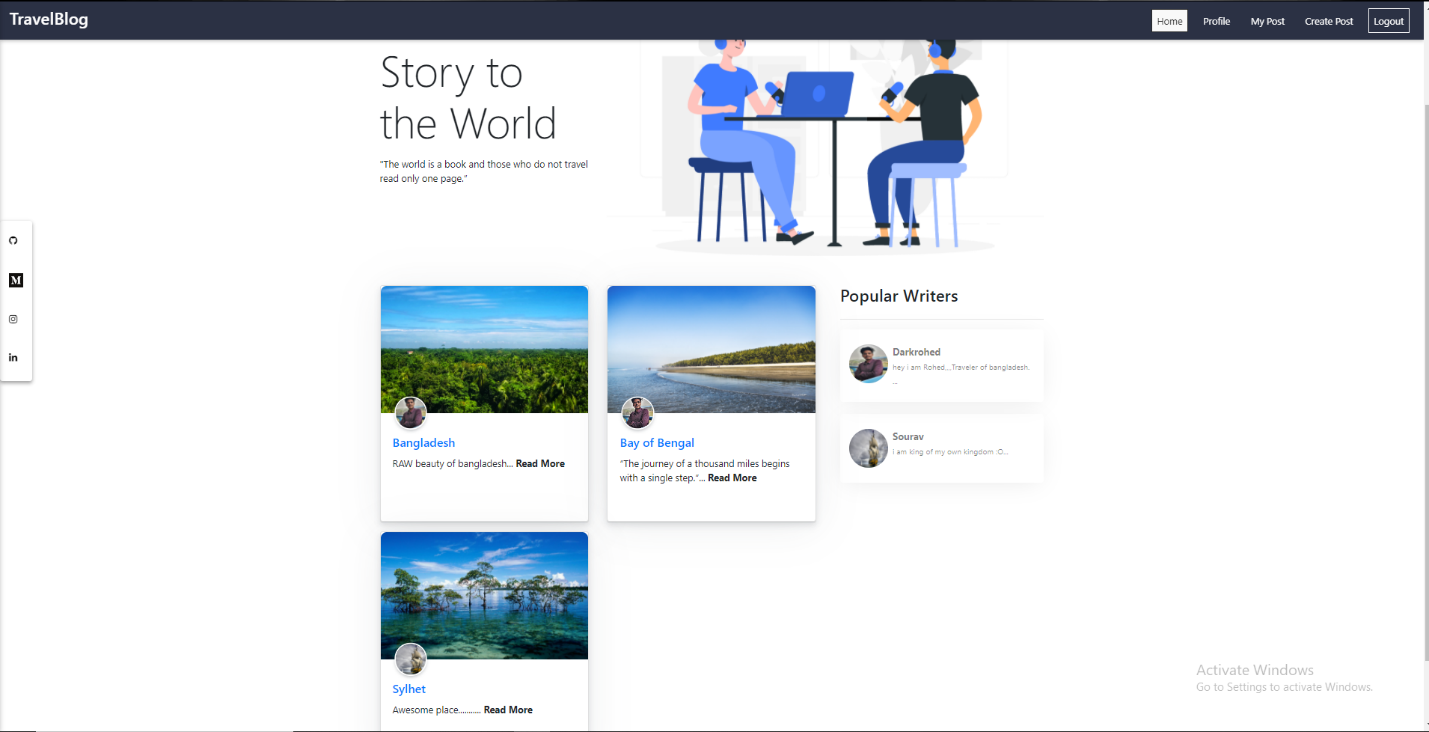 TravelBlog
Home Profile My Post Create Post Logout
Story to
the World
“The world is a book and those who do not travel
read only one page.”
M
in
Popular Writers
Darkrohed
hey i am Rohed,,,,Traveler of bangladesh.
...
Sourav
i am king of my own kingdom :O...
Bangladesh
RAW beauty of bangladesh... Read More
Bay of Bengal
“The journey of a thousand miles begins
with a single step.”... Read More
Sylhet
Awesome place........... Read More
Activate Windows
Go to Settings to activate Windows.